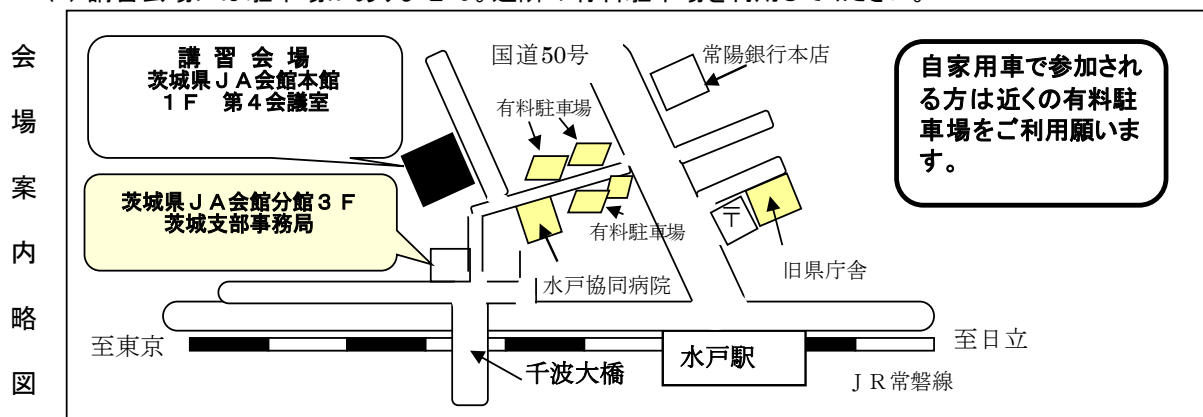 講習会場には駐車場がありません。近隣の有料駐車場を利用してください。
会場案内略図
講 習 会 場
茨城県ＪＡ会館本館
１Ｆ 第４会議室
国道50号
常陽銀行本店
自家用車で参加され
る方は近くの有料駐
車場をご利用願いま
す。
有料駐車場
茨城県ＪＡ会館分館３Ｆ
茨城支部事務局
〒
有料駐車場
旧県庁舎
水戸協同病院
至東京
水戸駅
至日立
千波大橋
ＪＲ常磐線